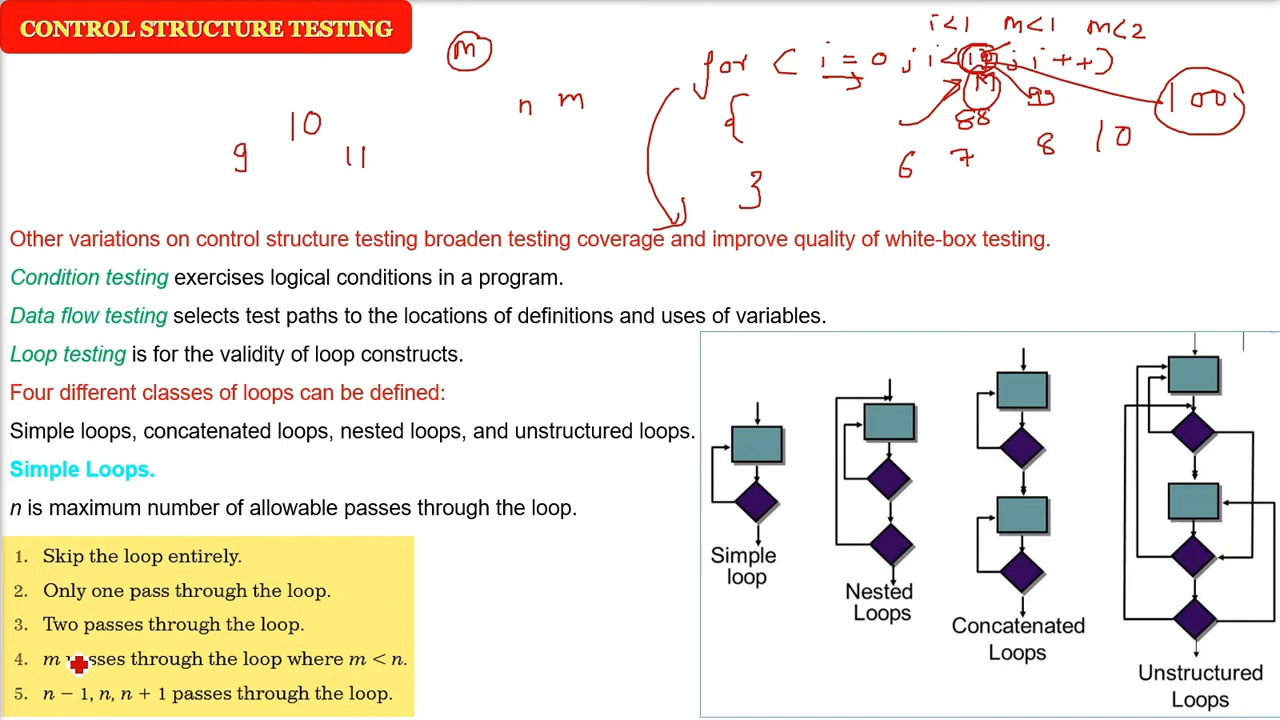 CONTROL STRUCTURE TESTING
m
i<1 m<1 m<2
for ( i = 0 ; i< ; i++)
100
n m
{
88
99
10
9
11
6 7 8 10
}
Other variations on control structure testing broaden testing coverage and improve quality of white-box testing.
Condition testing exercises logical conditions in a program.
Data flow testing selects test paths to the locations of definitions and uses of variables.
Loop testing is for the validity of loop constructs.
Four different classes of loops can be defined:
Simple loops, concatenated loops, nested loops, and unstructured loops.
Simple Loops.
n is maximum number of allowable passes through the loop.
1. Skip the loop entirely.
2. Only one pass through the loop.
3. Two passes through the loop.
4. m passes through the loop where m < n.
5. n − 1, n, n + 1 passes through the loop.
Simple
loop
Nested
Loops
Concatenated
Loops
Unstructured
Loops